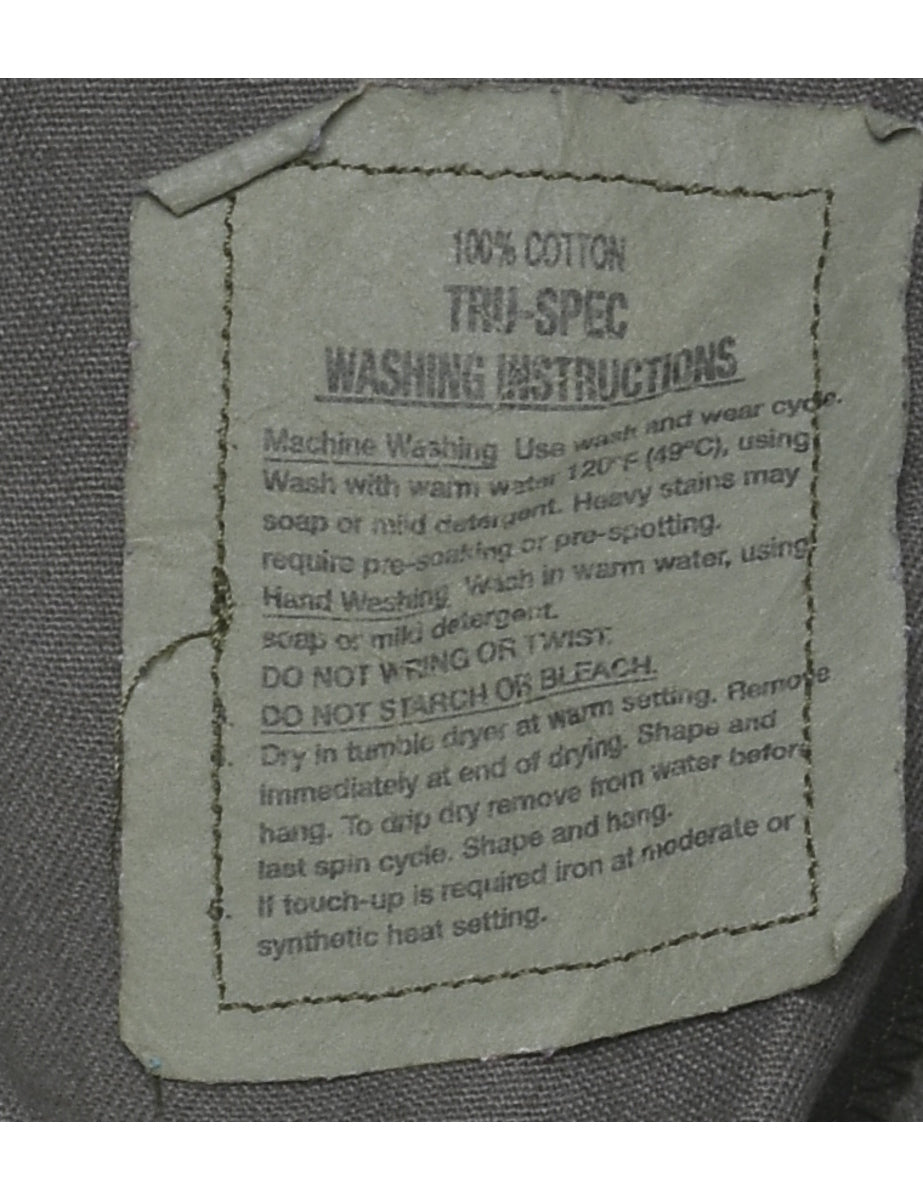 100% COTTON
TRU-SPEC
WASHING INSTRUCTIONS
Machine Washing Use wash and wear cycle.
Wash with warm water 120°F (49°C), using
soap or mild detergent. Heavy stains may
require pre-soaking or pre-spotting.
Hand Washing Wash in warm water, using
soap or mild detergent.
DO NOT WRING OR TWIST.
DO NOT STARCH OR BLEACH.
Dry in tumble dryer at warm setting. Remove
immediately at end of drying. Shape and
hang. To drip dry remove from water before
last spin cycle. Shape and hang.
6. If touch-up is required iron at moderate or
synthetic heat setting.